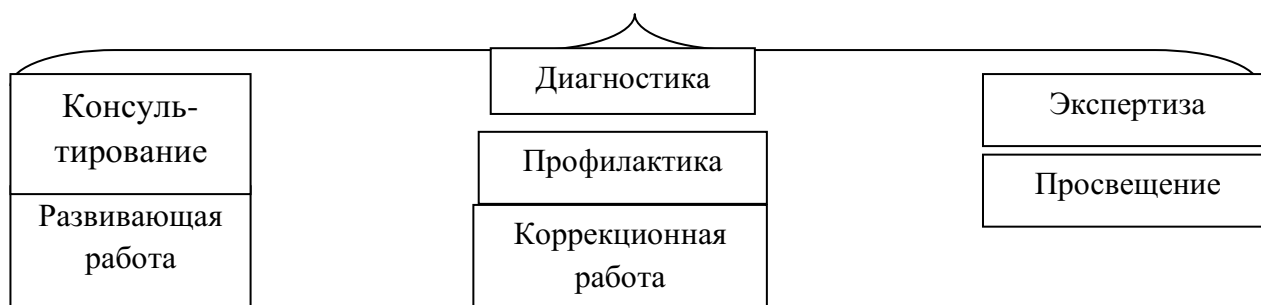 Консуль-
тирование
Развивающая
работа
Диагностика
Профилактика
Коррекционная
работа
Экспертиза
Просвещение